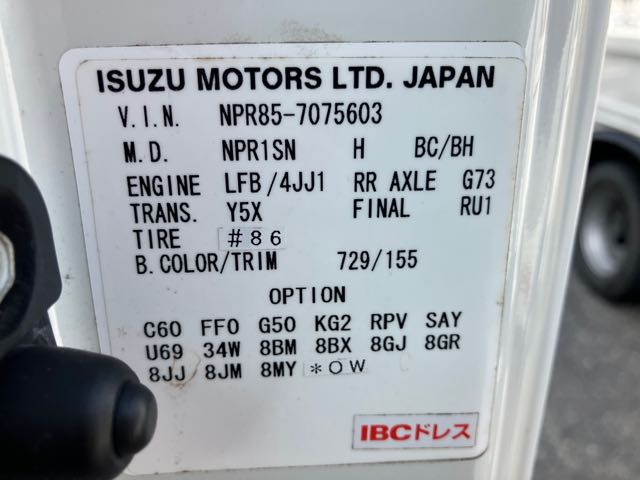 ISUZU MOTORS LTD. JAPAN
V.I.N. NPR85-7075603
M.D. NPR1SN H BC/BH
ENGINE LFB/4JJ1 RR AXLE G73
TRANS. Y5X FINAL RU1
TIRE #86
B.COLOR/TRIM 729/155
OPTION
C60 FF0 G50 KG2 RPV SAY
U69 34W 8BM 8BX 8GJ 8GR
8JJ 8JM 8MY *0W
IBCドレス